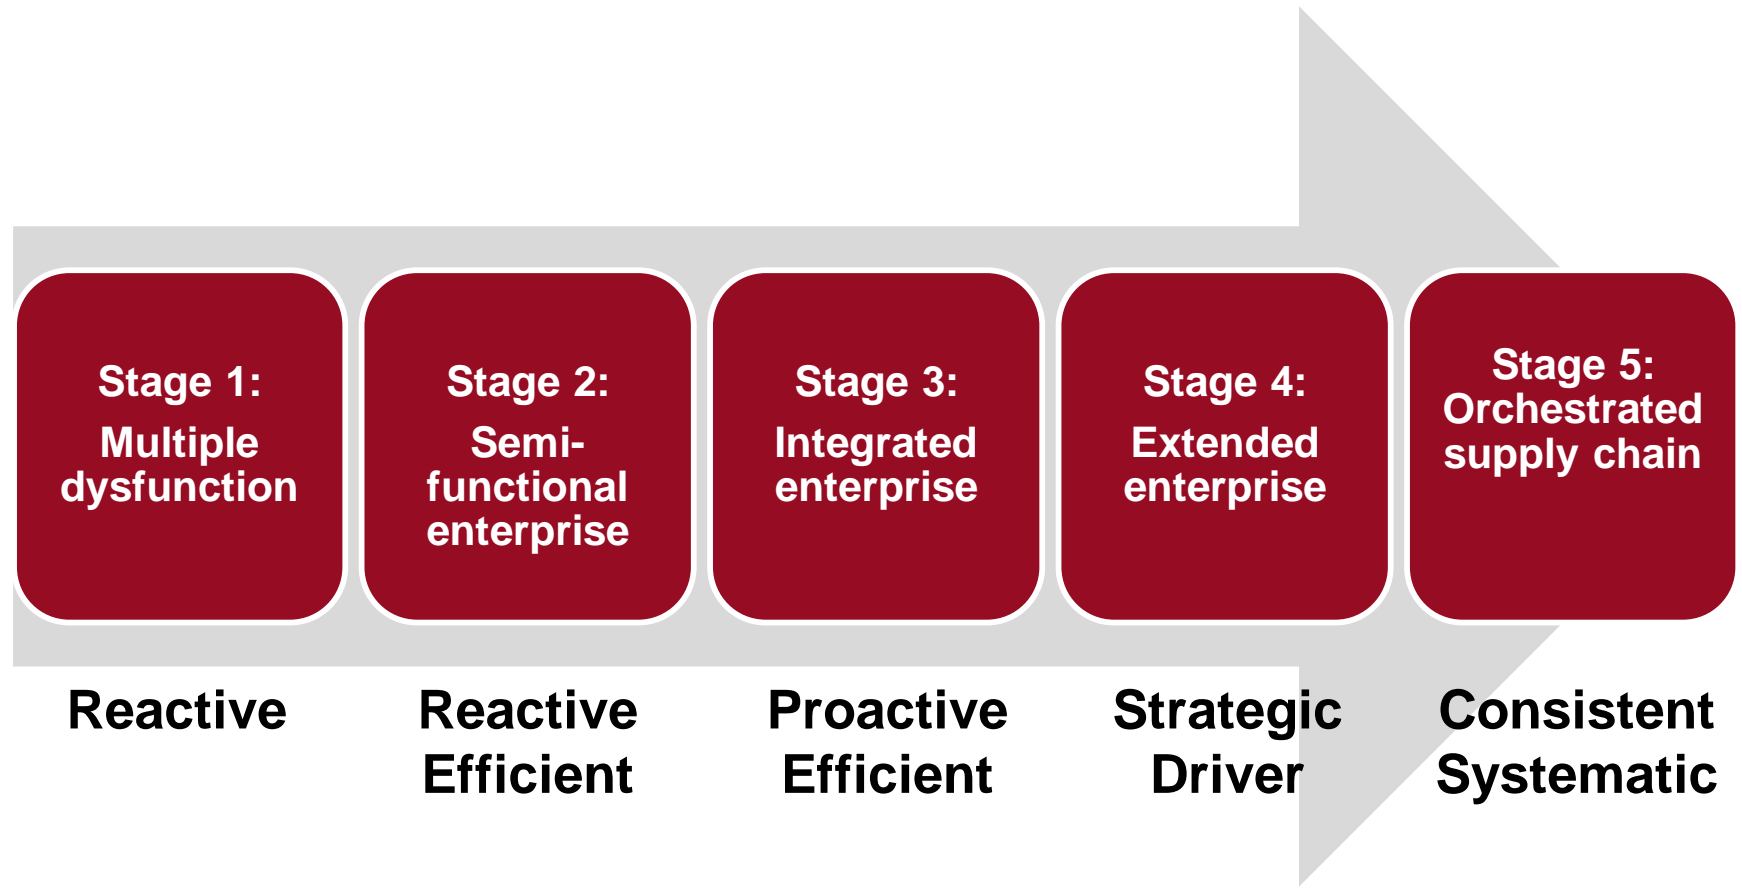 Stage 1:
Multiple
dysfunction
Stage 2:
Semi-
functional
enterprise
Stage 3:
Integrated
enterprise
Stage 4:
Extended
enterprise
Stage 5:
Orchestrated
supply chain
Reactive
Reactive
Efficient
Proactive
Efficient
Strategic
Driver
Consistent
Systematic